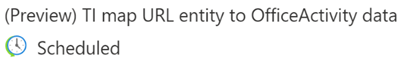 (Preview) TI map URL entity to OfficeActivity data
Scheduled